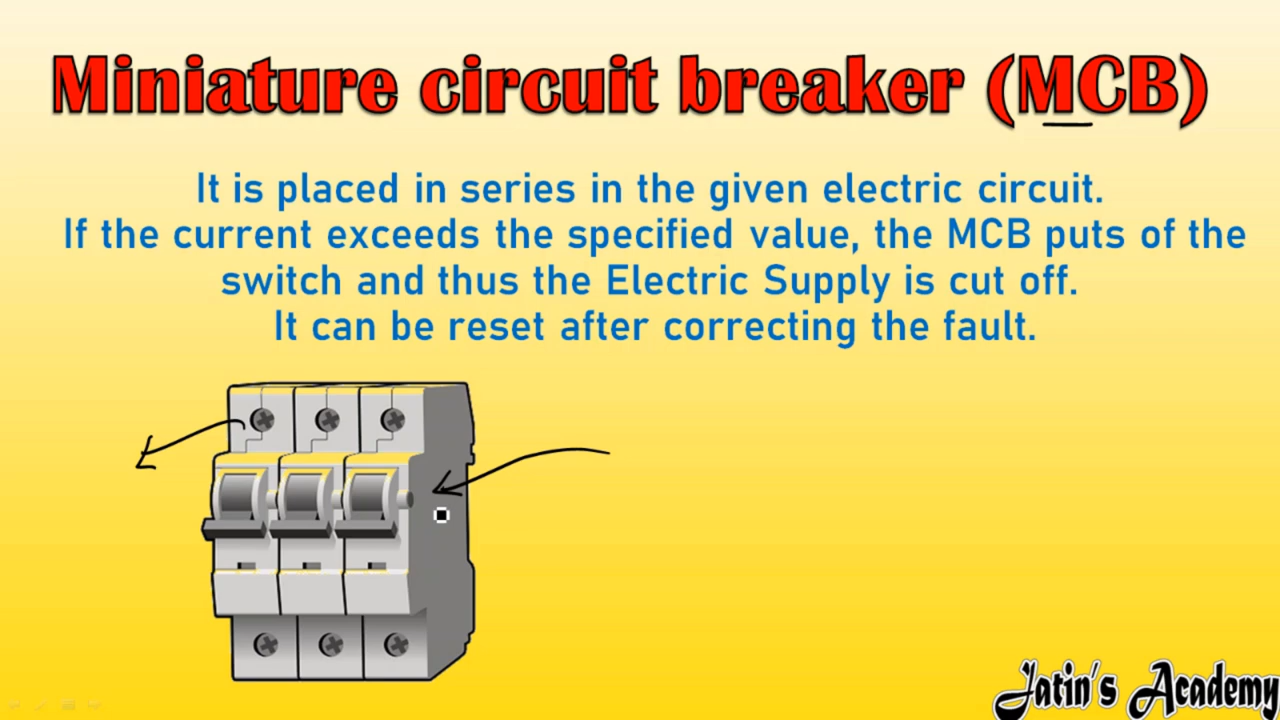 Miniature circuit breaker (MCB)
It is placed in series in the given electric circuit.
If the current exceeds the specified value, the MCB puts of the
switch and thus the Electric Supply is cut off.
It can be reset after correcting the fault.
Jatin's Academy